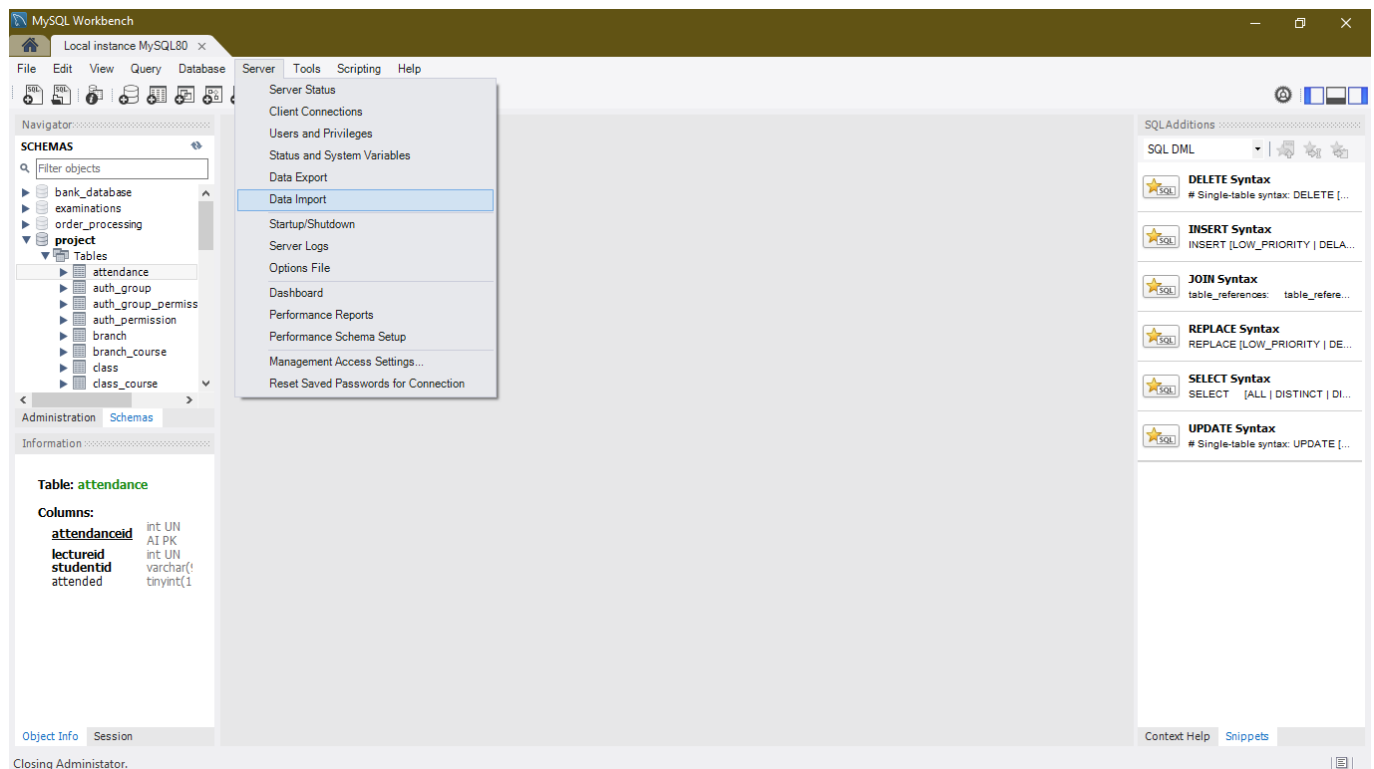 MySQL Workbench
Local instance MySQL80
File Edit View Query Database Server Tools Scripting Help
Server Status
Client Connections
Users and Privileges
Status and System Variables
Data Export
Data Import
Startup/Shutdown
Server Logs
Options File
Dashboard
Performance Reports
Performance Schema Setup
Management Access Settings...
Reset Saved Passwords for Connection
Navigator
SCHEMAS
Filter objects
bank_database
examinations
order_processing
project
Tables
attendance
auth_group
auth_group_permiss
auth_permission
branch
branch_course
class
class_course
Administration Schemas
Information
Table: attendance
Columns:
attendanceid int UN
AI PK
lectureid int UN
studentid varchar(
attended tinyint(1
Object Info Session
SQLAdditions
SQL DML
SQL
DELETE Syntax
# Single-table syntax: DELETE [...
SQL
INSERT Syntax
INSERT [LOW_PRIORITY | DELA...
SQL
JOIN Syntax
table_references: table_refere...
SQL
REPLACE Syntax
REPLACE [LOW_PRIORITY | DE...
SQL
SELECT Syntax
SELECT [ALL | DISTINCT | DI...
SQL
UPDATE Syntax
# Single-table syntax: UPDATE [...
Context Help Snippets
Closing Administator.